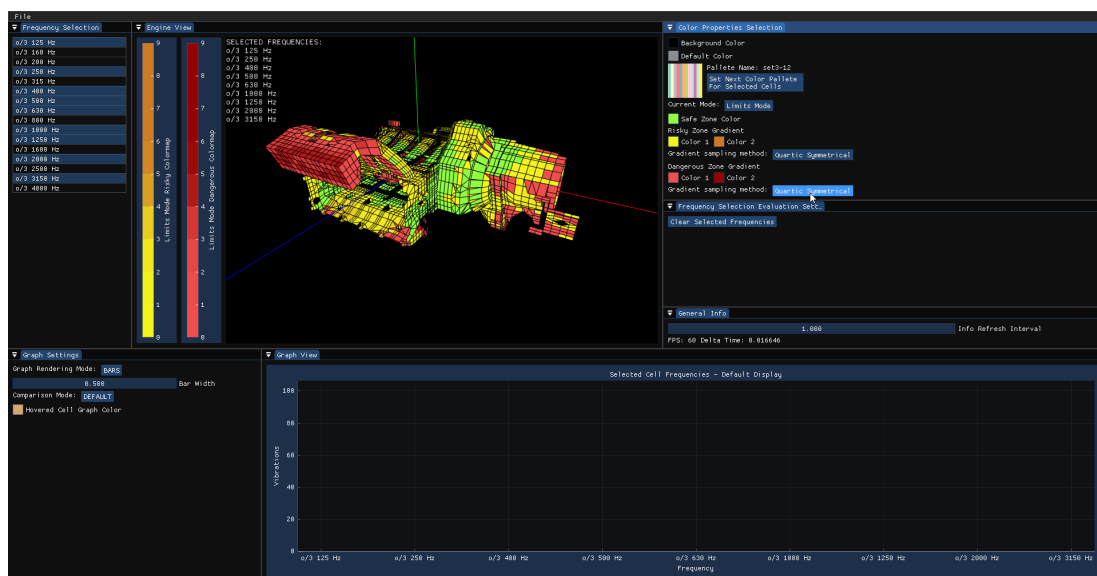 File
Frequency Selection
o/3 125 Hz
o/3 160 Hz
o/3 200 Hz
o/3 250 Hz
o/3 315 Hz
o/3 400 Hz
o/3 500 Hz
o/3 630 Hz
o/3 800 Hz
o/3 1000 Hz
o/3 1250 Hz
o/3 1600 Hz
o/3 2000 Hz
o/3 2500 Hz
o/3 3150 Hz
o/3 4000 Hz
Engine View
9
8
7
6
5
4
3
2
1
0
Limits Mode Risky Colormap
9
8
7
6
5
4
3
2
1
0
Limits Mode Dangerous Colormap
SELECTED FREQUENCIES:
o/3 125 Hz
o/3 250 Hz
o/3 400 Hz
o/3 500 Hz
o/3 630 Hz
o/3 1000 Hz
o/3 1250 Hz
o/3 2000 Hz
o/3 3150 Hz
Color Properties Selection
Background Color
Default Color
Pallete Name: set3-12
Set Next Color Pallete
For Selected Cells
Current Mode: Limits Mode
Safe Zone Color
Risky Zone Gradient
Color 1 Color 2
Gradient sampling method: Quartic Symmetrical
Dangerous Zone Gradient
Color 1 Color 2
Gradient sampling method: Quartic Symmetrical
Frequency Selection Evaluation Sett…
Clear Selected Frequencies
General Info
1.000 Info Refresh Interval
FPS: 60 Delta Time: 0.016646
Graph Settings
Graph Rendering Mode: BARS
0.500 Bar Width
Comparison Mode: DEFAULT
Hovered Cell Graph Color
Graph View
Selected Cell Frequencies - Default Display
100
80
60
40
20
0
Vibrations
o/3 125 Hz o/3 250 Hz o/3 400 Hz o/3 500 Hz o/3 630 Hz o/3 1000 Hz o/3 1250 Hz o/3 2000 Hz o/3 3150 Hz
Frequency